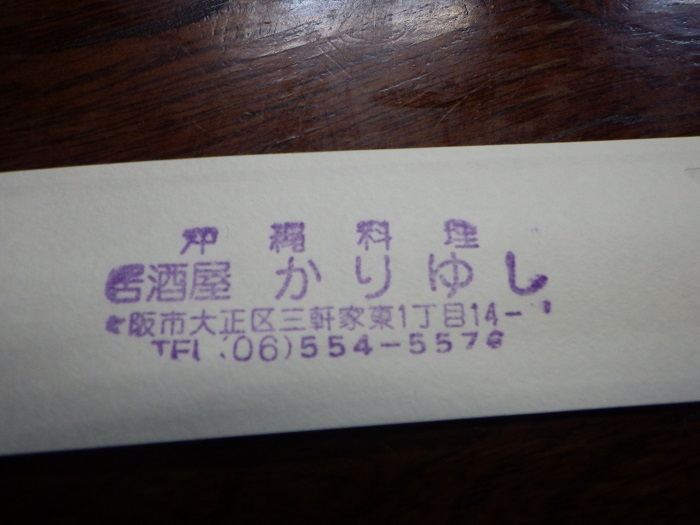 沖縄料理
居酒屋 かりゆし
大阪市大正区三軒家東1丁目14-
TEL (06)554-5576